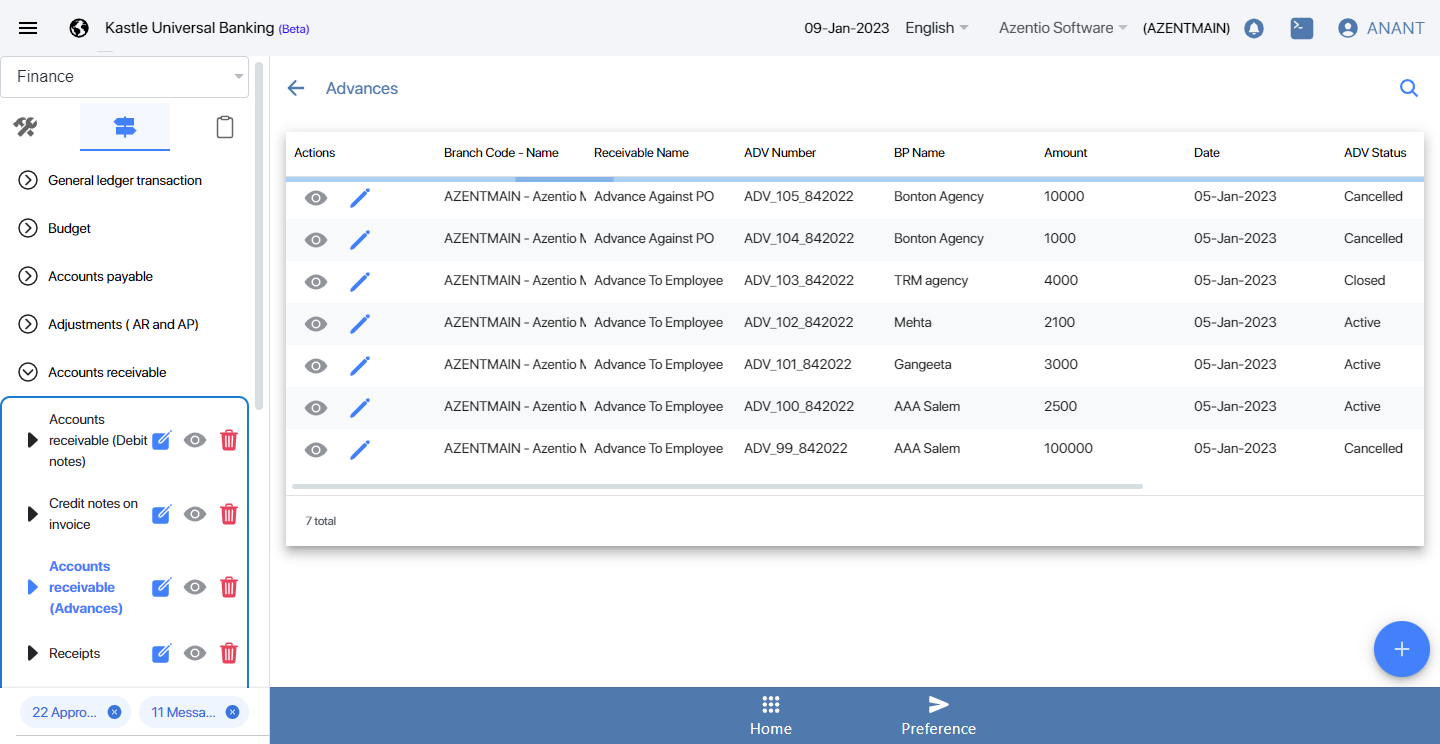 Kastle Universal Banking (Beta) 09-Jan-2023 English Azentio Software (AZENTMAIN) ANANT
Finance
General ledger transaction
Budget
Accounts payable
Adjustments ( AR and AP)
Accounts receivable
Accounts
receivable (Debit
notes)
Credit notes on
invoice
Accounts
receivable
(Advances)
Receipts
22 Appro... 11 Messa...
Advances
Actions Branch Code - Name Receivable Name ADV Number BP Name Amount Date ADV Status
AZENTMAIN - Azentio M Advance Against PO ADV_105_842022 Bonton Agency 10000 05-Jan-2023 Cancelled
AZENTMAIN - Azentio M Advance Against PO ADV_104_842022 Bonton Agency 1000 05-Jan-2023 Cancelled
AZENTMAIN - Azentio M Advance To Employee ADV_103_842022 TRM agency 4000 05-Jan-2023 Closed
AZENTMAIN - Azentio M Advance To Employee ADV_102_842022 Mehta 2100 05-Jan-2023 Active
AZENTMAIN - Azentio M Advance To Employee ADV_101_842022 Gangeeta 3000 05-Jan-2023 Active
AZENTMAIN - Azentio M Advance To Employee ADV_100_842022 AAA Salem 2500 05-Jan-2023 Active
AZENTMAIN - Azentio M Advance To Employee ADV_99_842022 AAA Salem 100000 05-Jan-2023 Cancelled
7 total
Home Preference